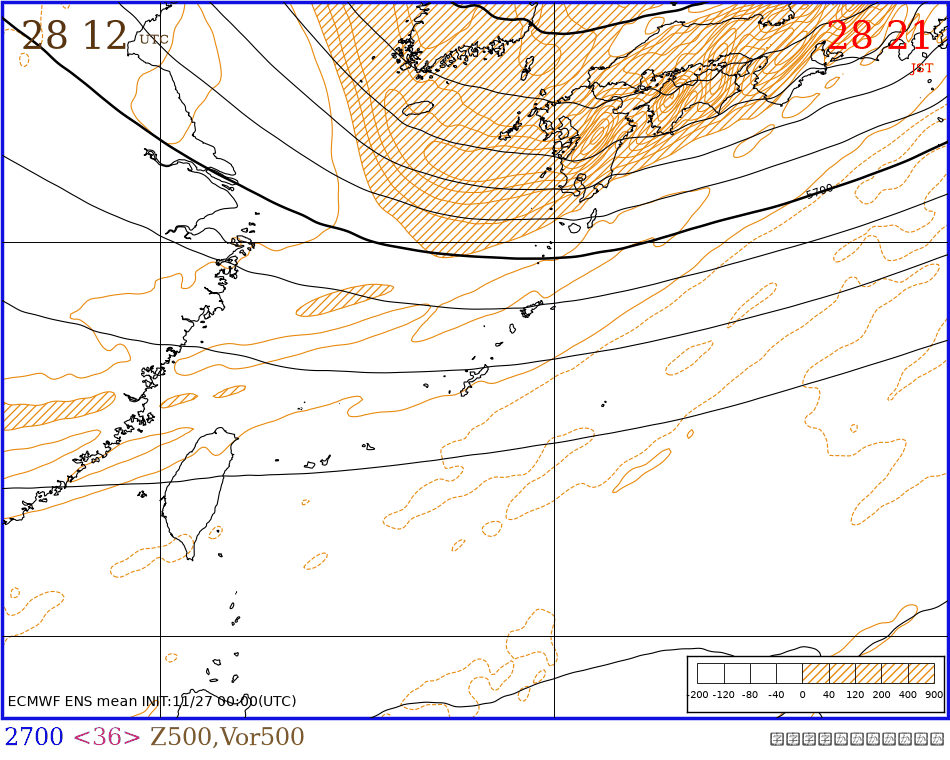 28 12 UTC
28 21
JST
5700
ECMWF ENS mean INIT:11/27 00:00(UTC)
-200 -120 -80 -40 0 40 120 200 400 900
2700 <36> Z500,Vor500